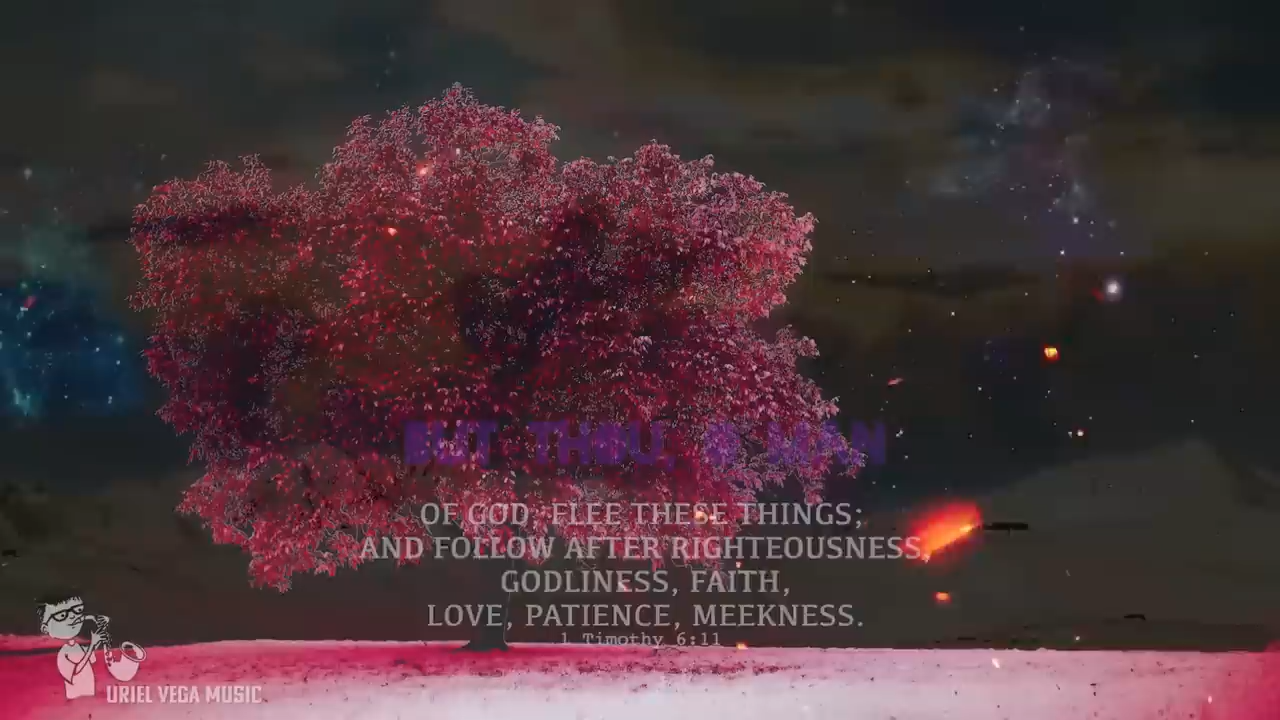 BUT THOU, O MAN
OF GOD, FLEE THESE THINGS;
AND FOLLOW AFTER RIGHTEOUSNESS,
GODLINESS, FAITH,
LOVE, PATIENCE, MEEKNESS.
1 Timothy 6:11
URIEL VEGA MUSIC